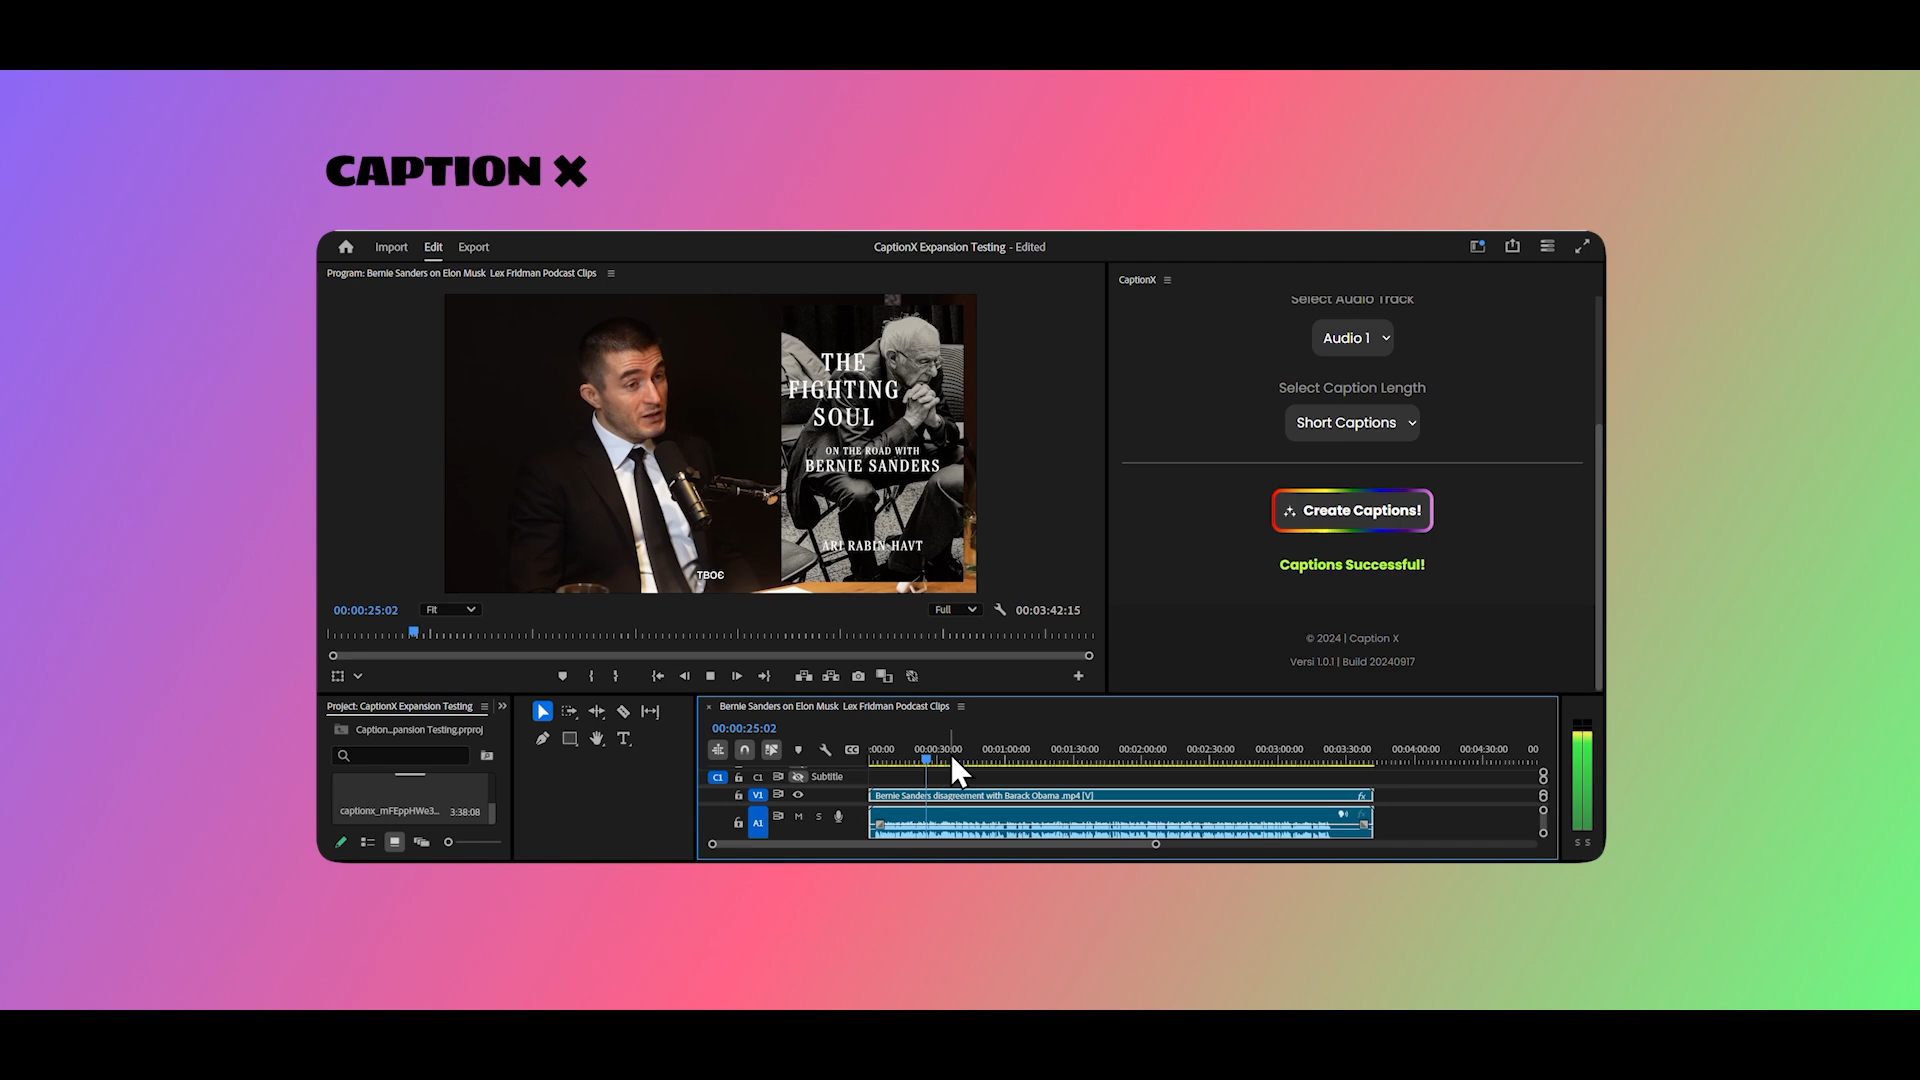 CAPTION X
Import Edit Export
CaptionX Expansion Testing - Edited
Program: Bernie Sanders on Elon Musk Lex Fridman Podcast Clips
THE
FIGHTING
SOUL
ON THE ROAD WITH
BERNIE SANDERS
ARI RABIN-HAVT
ТВОЄ
00:00:25:02
Fit
Full
00:03:42:15
CaptionX
Select Audio Track
Audio 1
Select Caption Length
Short Captions
Create Captions!
Captions Successful!
© 2024 | Caption X
Versi 1.0.1 | Build 20240917
Project: CaptionX Expansion Testing
Caption...pansion Testing.prproj
captionx_mFEppHWe3...
3:38:08
Bernie Sanders on Elon Musk Lex Fridman Podcast Clips
00:00:25:02
:00:00 00:00:30:00 00:01:00:00 00:01:30:00 00:02:00:00 00:02:30:00 00:03:00:00 00:03:30:00 00:04:00:00 00:04:30:00 00
C1 C1 Subtitle
V1 Bernie Sanders disagreement with Barack Obama .mp4 [V] fx
A1 M S
S S